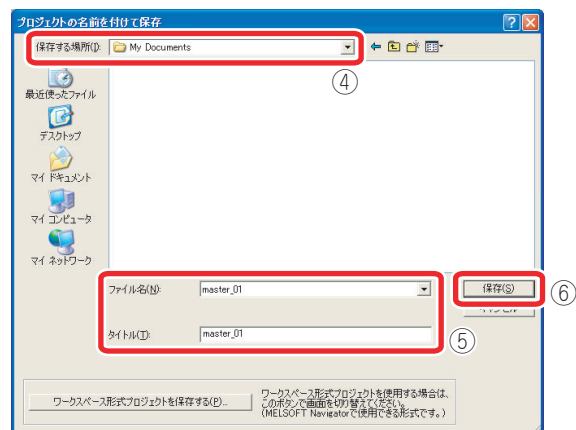 プロジェクトの名前を付けて保存
保存する場所(I): My Documents
④
最近使ったファイル
デスクトップ
マイ ドキュメント
マイ コンピュータ
マイ ネットワーク
ファイル名(N): master_01 保存(S) ⑥
キャンセル
タイトル(T): master_01 ⑤
ワークスペース形式プロジェクトを保存する(P)... ワークスペース形式プロジェクトを使用する場合は、
このボタンで画面を切り替えてください。
(MELSOFT Navigatorで使用できる形式です。)